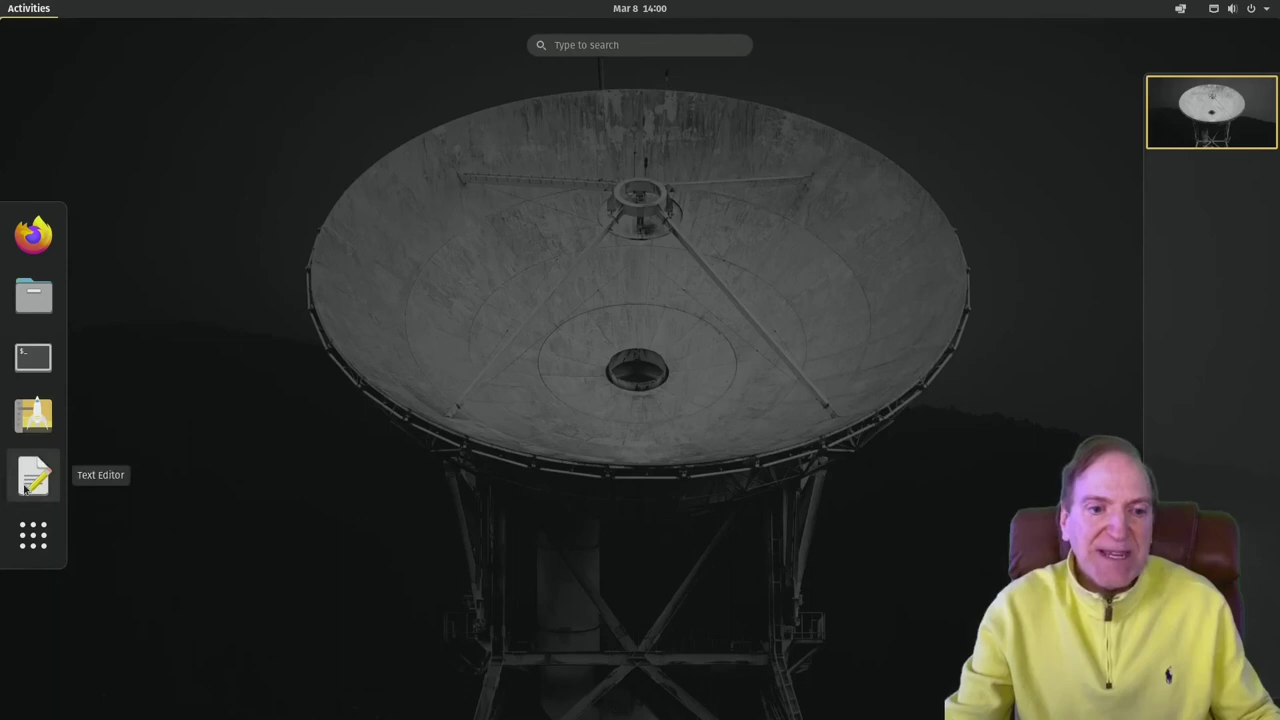 Activities
Mar 8 14:00
Type to search
$_
Text Editor